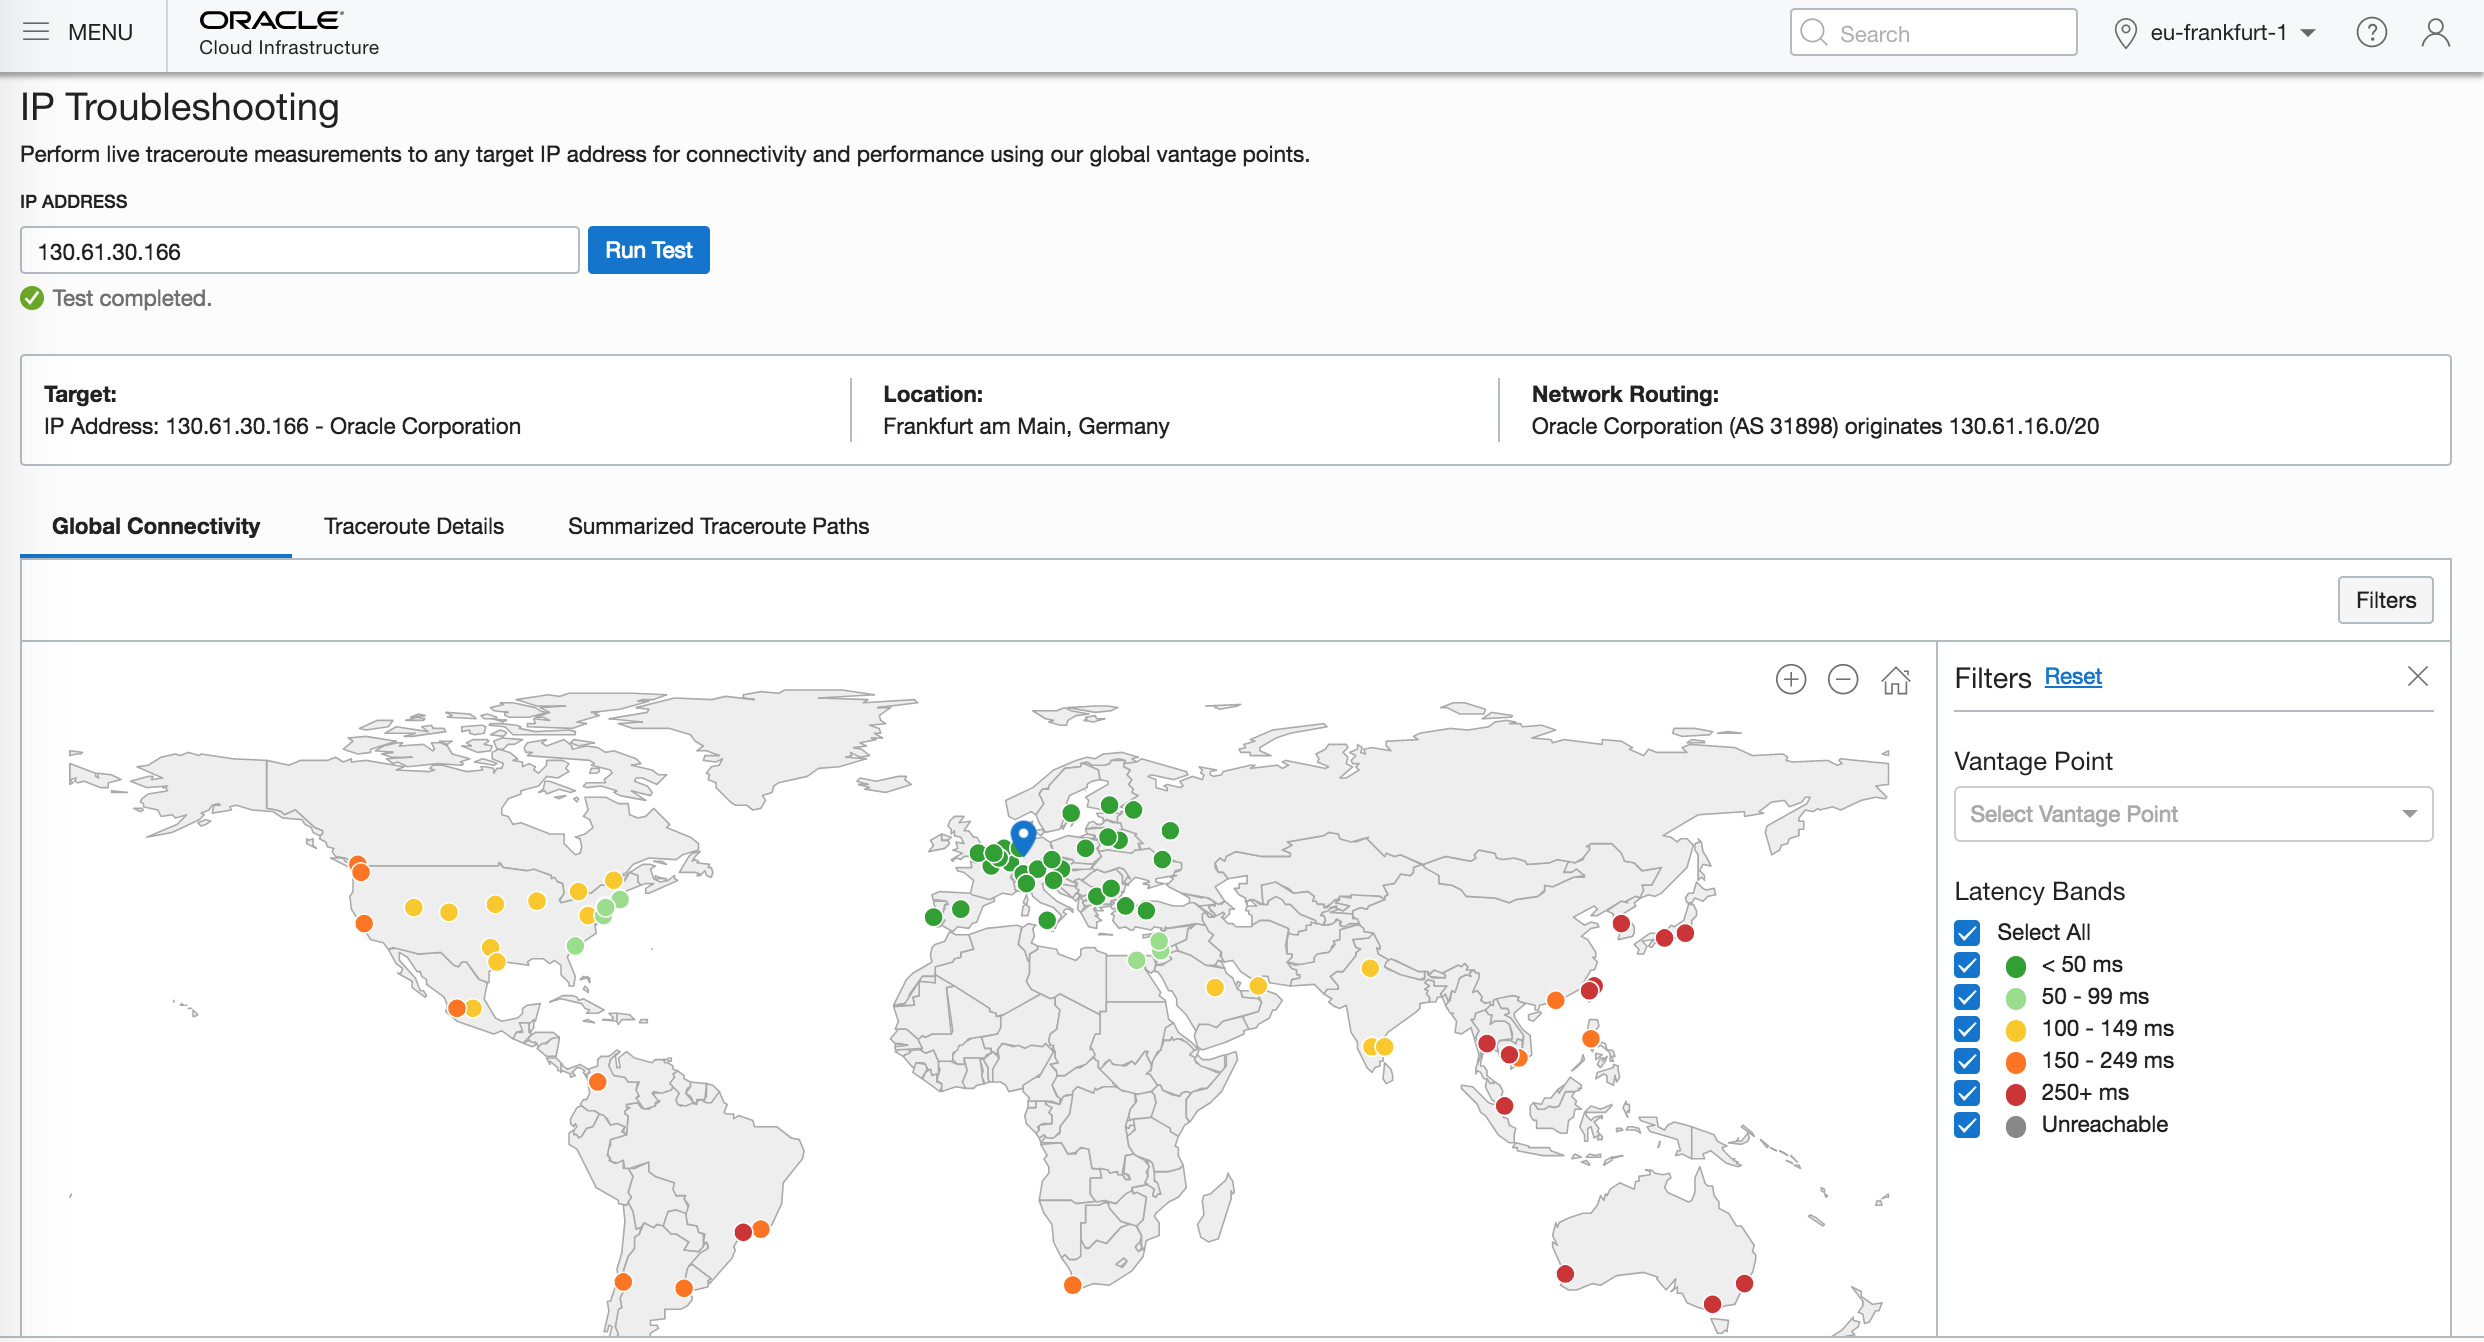 MENU
ORACLE
Cloud Infrastructure
Search
eu-frankfurt-1
?
IP Troubleshooting
Perform live traceroute measurements to any target IP address for connectivity and performance using our global vantage points.
IP ADDRESS
130.61.30.166
Run Test
Test completed.
Target:
IP Address: 130.61.30.166 - Oracle Corporation
Location:
Frankfurt am Main, Germany
Network Routing:
Oracle Corporation (AS 31898) originates 130.61.16.0/20
Global Connectivity
Traceroute Details
Summarized Traceroute Paths
Filters
Filters Reset
Vantage Point
Select Vantage Point
Latency Bands
Select All
< 50 ms
50 - 99 ms
100 - 149 ms
150 - 249 ms
250+ ms
Unreachable